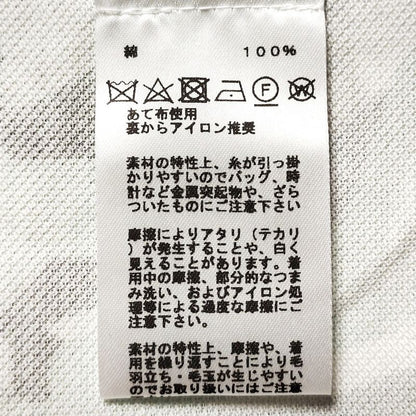 綿 100%
あて布使用
裏からアイロン推奨
素材の特性上、糸が引っ掛
かりやすいのでバッグ、時
計など金属突起物や、ざら
ついたものにご注意下さい
摩擦によりアタリ（テカリ
）が発生することや、白く
見えることがあります。着
用中の摩擦、部分的なつま
み洗い、およびアイロン処
理等による過度な摩擦にご
注意下さい。
素材の特性上、摩擦や、着
用を繰り返すことにより毛
羽立ち・毛玉が生じやすい
のでお取り扱いにはご注意